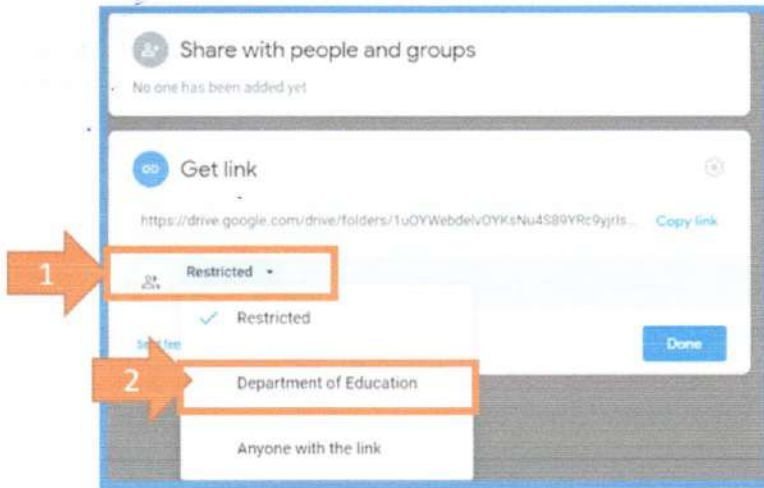 Share with people and groups
No one has been added yet
Get link
https://drive.google.com/drive/folders/1uOYWebdelvOYKsNu4S89YRc9yjrls... Copy link
1
Restricted
Restricted
Done
2
Department of Education
Anyone with the link